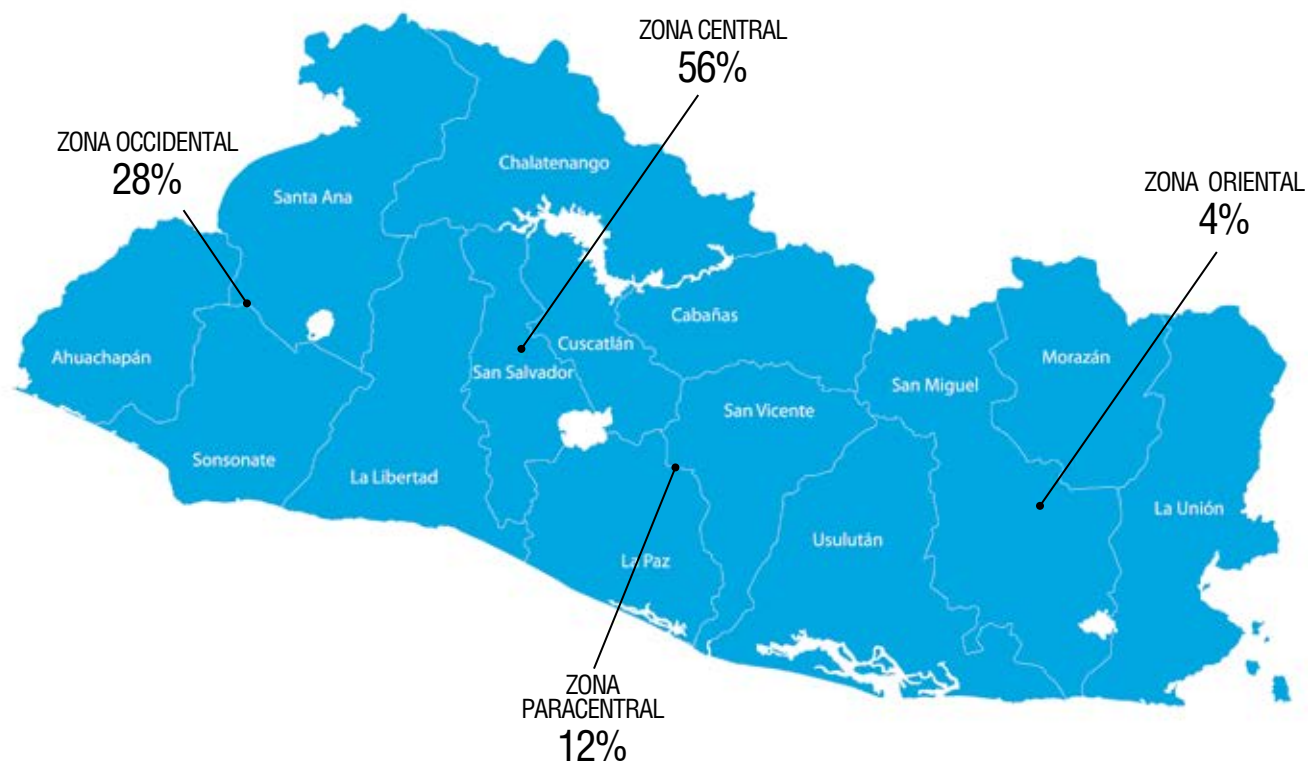 ZONA CENTRAL
56%
ZONA OCCIDENTAL
28%
ZONA ORIENTAL
4%
Chalatenango
Santa Ana
Cabañas
Cuscatlán
Ahuachapán
San Salvador
Morazán
San Miguel
San Vicente
Sonsonate
La Libertad
La Unión
Usulután
La Paz
ZONA
PARACENTRAL
12%